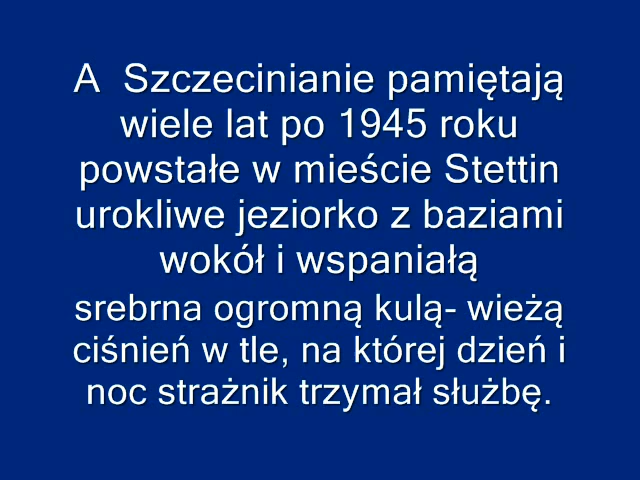 A  Szczecinianie pamiętają
wiele lat po 1945 roku
powstałe w mieście Stettin
urokliwe jeziorko z baziami
wokół i wspaniałą
srebrna ogromną kulą- wieżą
ciśnień w tle, na której dzień i
noc strażnik trzymał służbę.